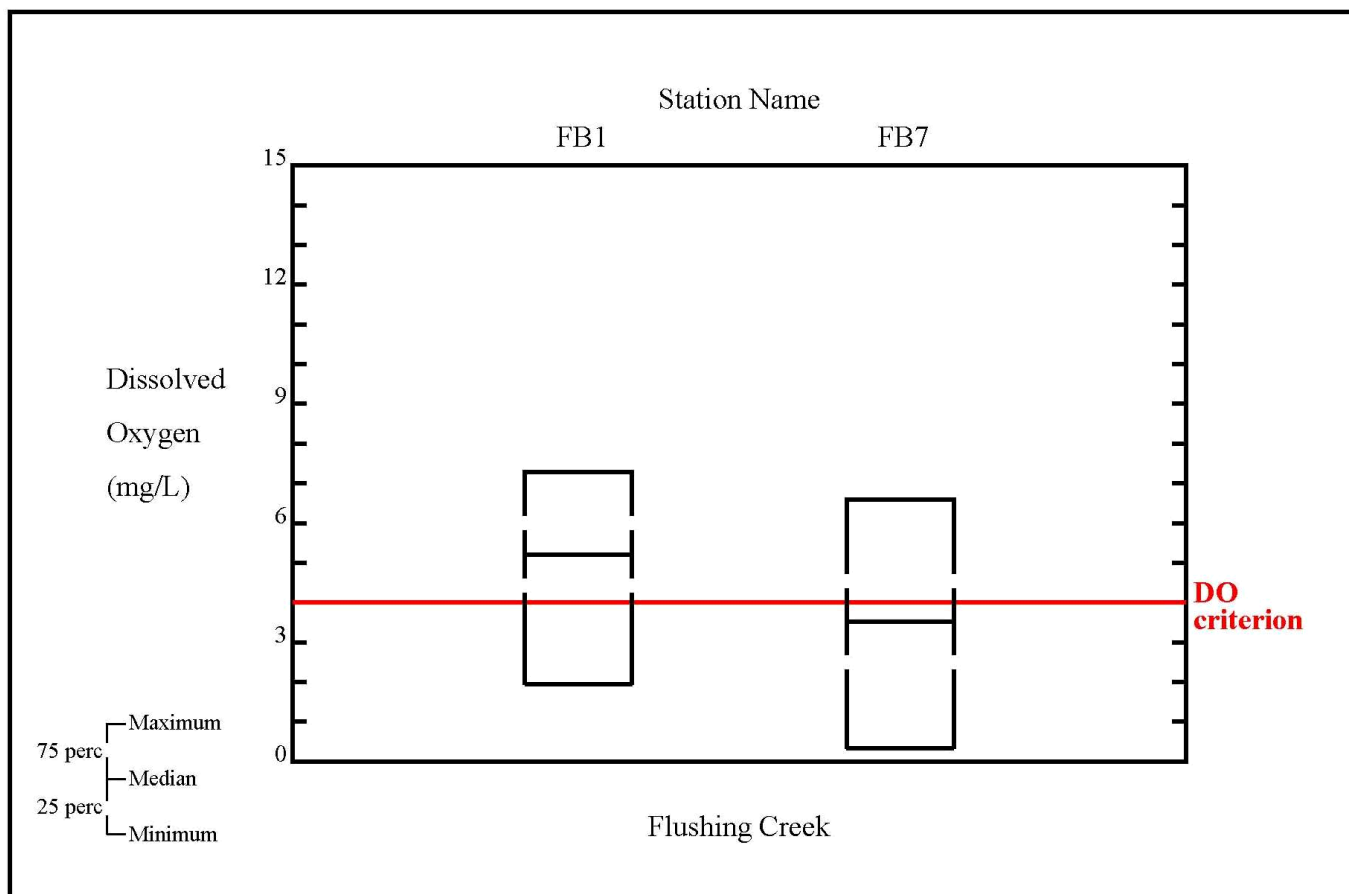 Station Name
FB1 FB7
15
12
9
6
3
0
Dissolved
Oxygen
(mg/L)
DO
criterion
Maximum
75 perc
Median
25 perc
Minimum
Flushing Creek